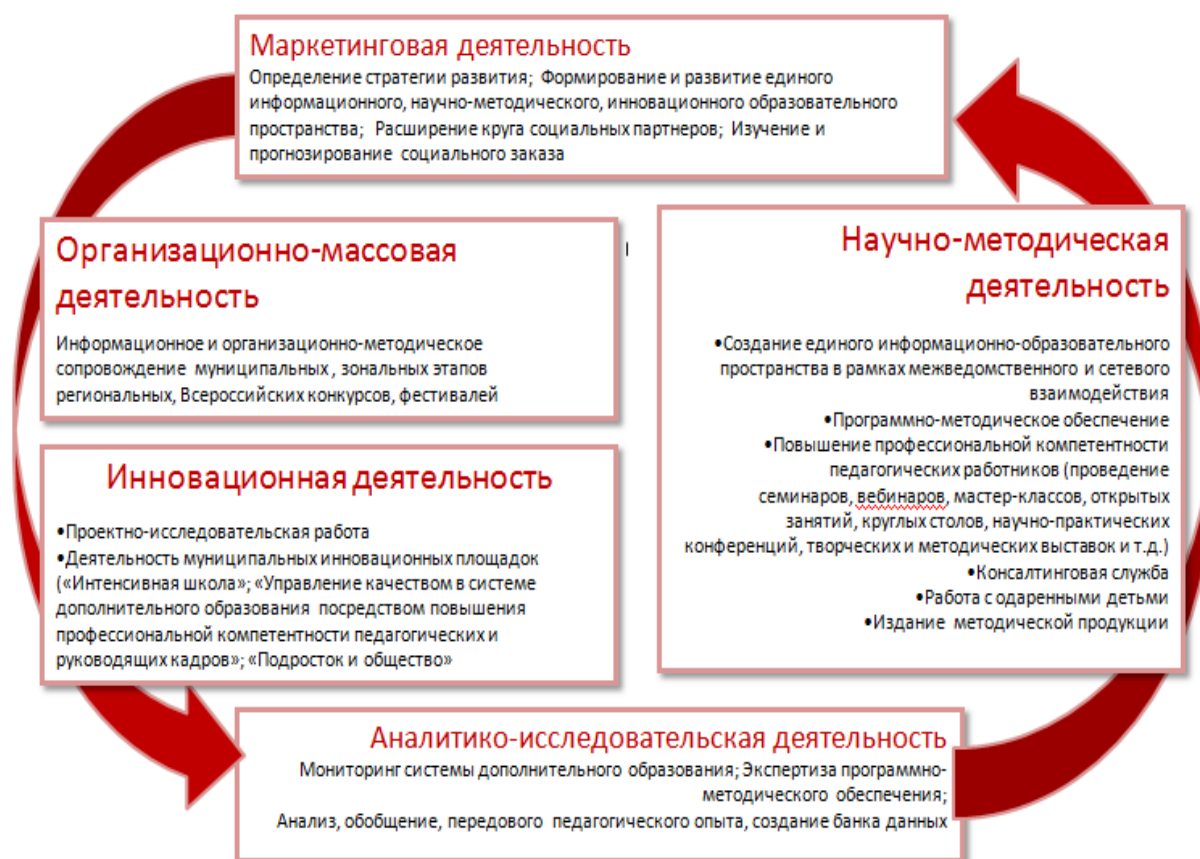 Маркетинговая деятельность
Определение стратегии развития; Формирование и развитие единого
информационного, научно-методического, инновационного образовательного
пространства; Расширение круга социальных партнеров; Изучение и
прогнозирование социального заказа
Организационно-массовая
деятельность
Информационное и организационно-методическое
сопровождение муниципальных , зональных этапов
региональных, Всероссийских конкурсов, фестивалей
Инновационная деятельность
•Проектно-исследовательская работа
•Деятельность муниципальных инновационных площадок
(«Интенсивная школа»; «Управление качеством в системе
дополнительного образования посредством повышения
профессиональной компетентности педагогических и
руководящих кадров»; «Подросток и общество»
Научно-методическая
деятельность
•Создание единого информационно-образовательного
пространства в рамках межведомственного и сетевого
взаимодействия
•Программно-методическое обеспечение
•Повышение профессиональной компетентности
педагогических работников (проведение
семинаров, вебинаров, мастер-классов, открытых
занятий, круглых столов, научно-практических
конференций, творческих и методических выставок и т.д.)
•Консалтинговая служба
•Работа с одаренными детьми
•Издание методической продукции
Аналитико-исследовательская деятельность
Мониторинг системы дополнительного образования; Экспертиза программно-
методического обеспечения;
Анализ, обобщение, передового педагогического опыта, создание банка данных